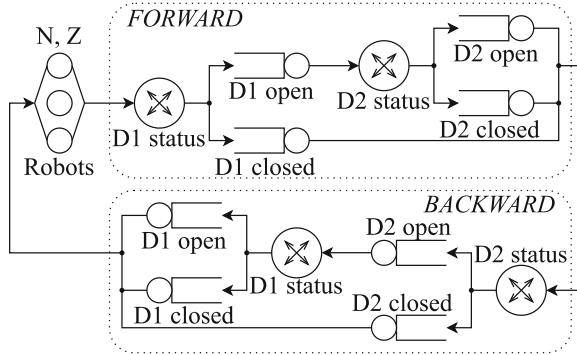 FORWARD
N, Z
D2 open
D1 open
D2 status
D1 status
D2 closed
Robots
D1 closed
BACKWARD
D1 open
D2 open
D2 status
D1 status
D1 closed
D2 closed